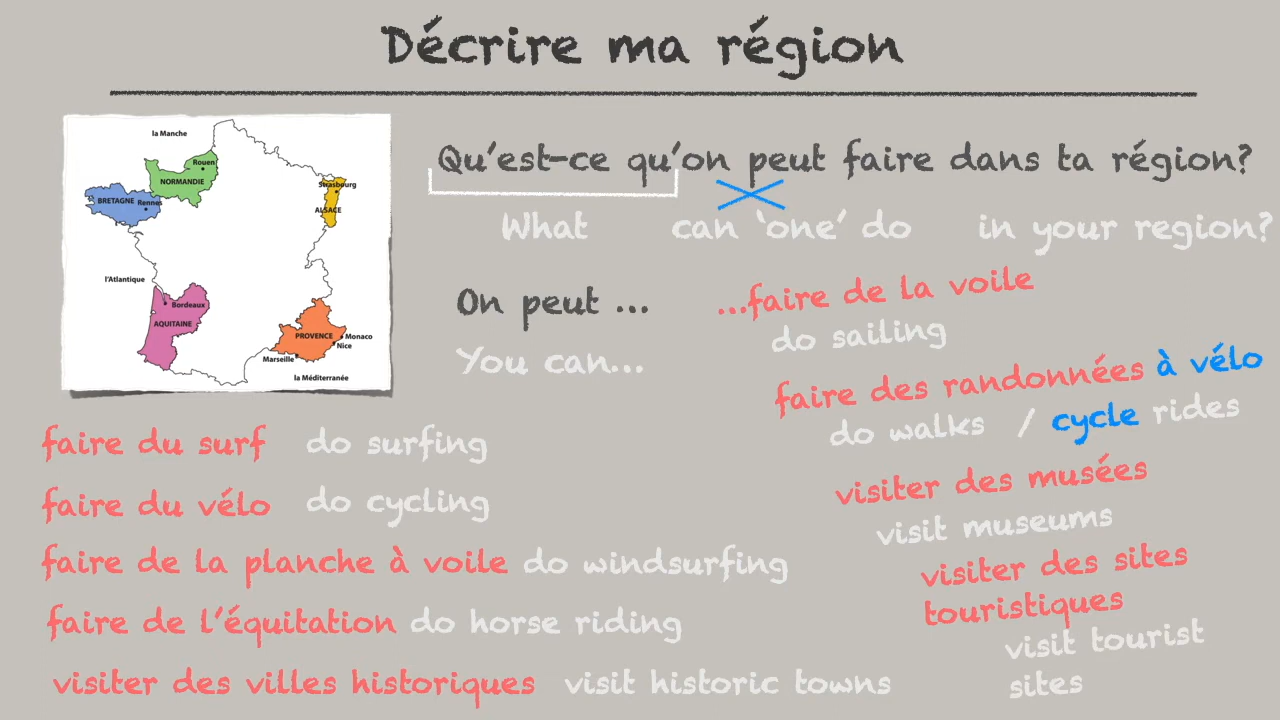 Décrire ma région
la Manche
Rouen
NORMANDIE
BRETAGNE Rennes
Strasbourg
ALSACE
l'Atlantique
Bordeaux
AQUITAINE
PROVENCE
Monaco
Nice
Marseille
la Méditerranée
Qu'est-ce qu'on peut faire dans ta région?
What can 'one' do in your region?
On peut ...
You can...
...faire de la voile
do sailing
faire des randonnées à vélo
do walks / cycle rides
visiter des musées
visit museums
visiter des sites
touristiques
visit tourist
sites
faire du surf do surfing
faire du vélo do cycling
faire de la planche à voile do windsurfing
faire de l'équitation do horse riding
visiter des villes historiques visit historic towns